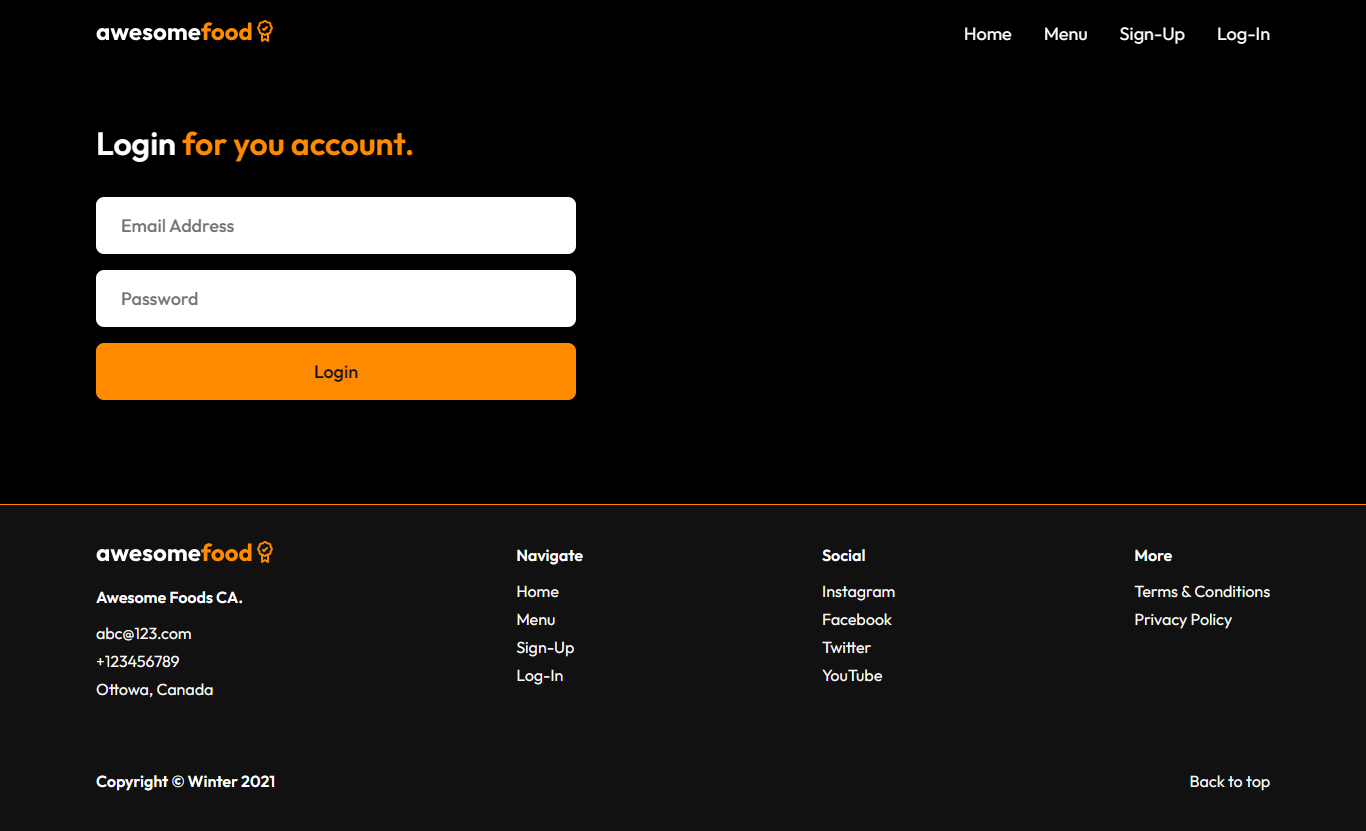 awesomefood
Home Menu Sign-Up Log-In
Login for you account.
Email Address
Password
Login
awesomefood
Awesome Foods CA.
abc@123.com
+123456789
Ottowa, Canada
Navigate
Home
Menu
Sign-Up
Log-In
Social
Instagram
Facebook
Twitter
YouTube
More
Terms & Conditions
Privacy Policy
Copyright © Winter 2021
Back to top